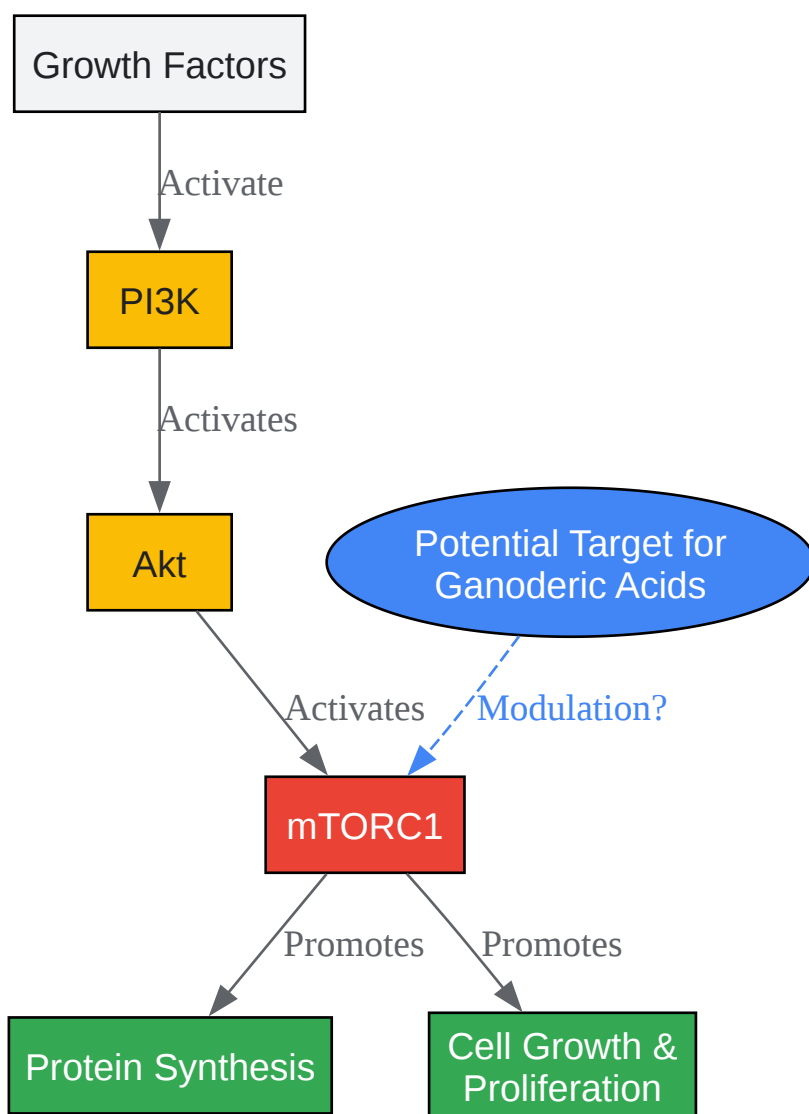 Growth Factors
Activate
PI3K
Activates
Akt
Potential Target for
Ganoderic Acids
Activates
Modulation?
mTORC1
Promotes
Promotes
Protein Synthesis
Cell Growth &
Proliferation